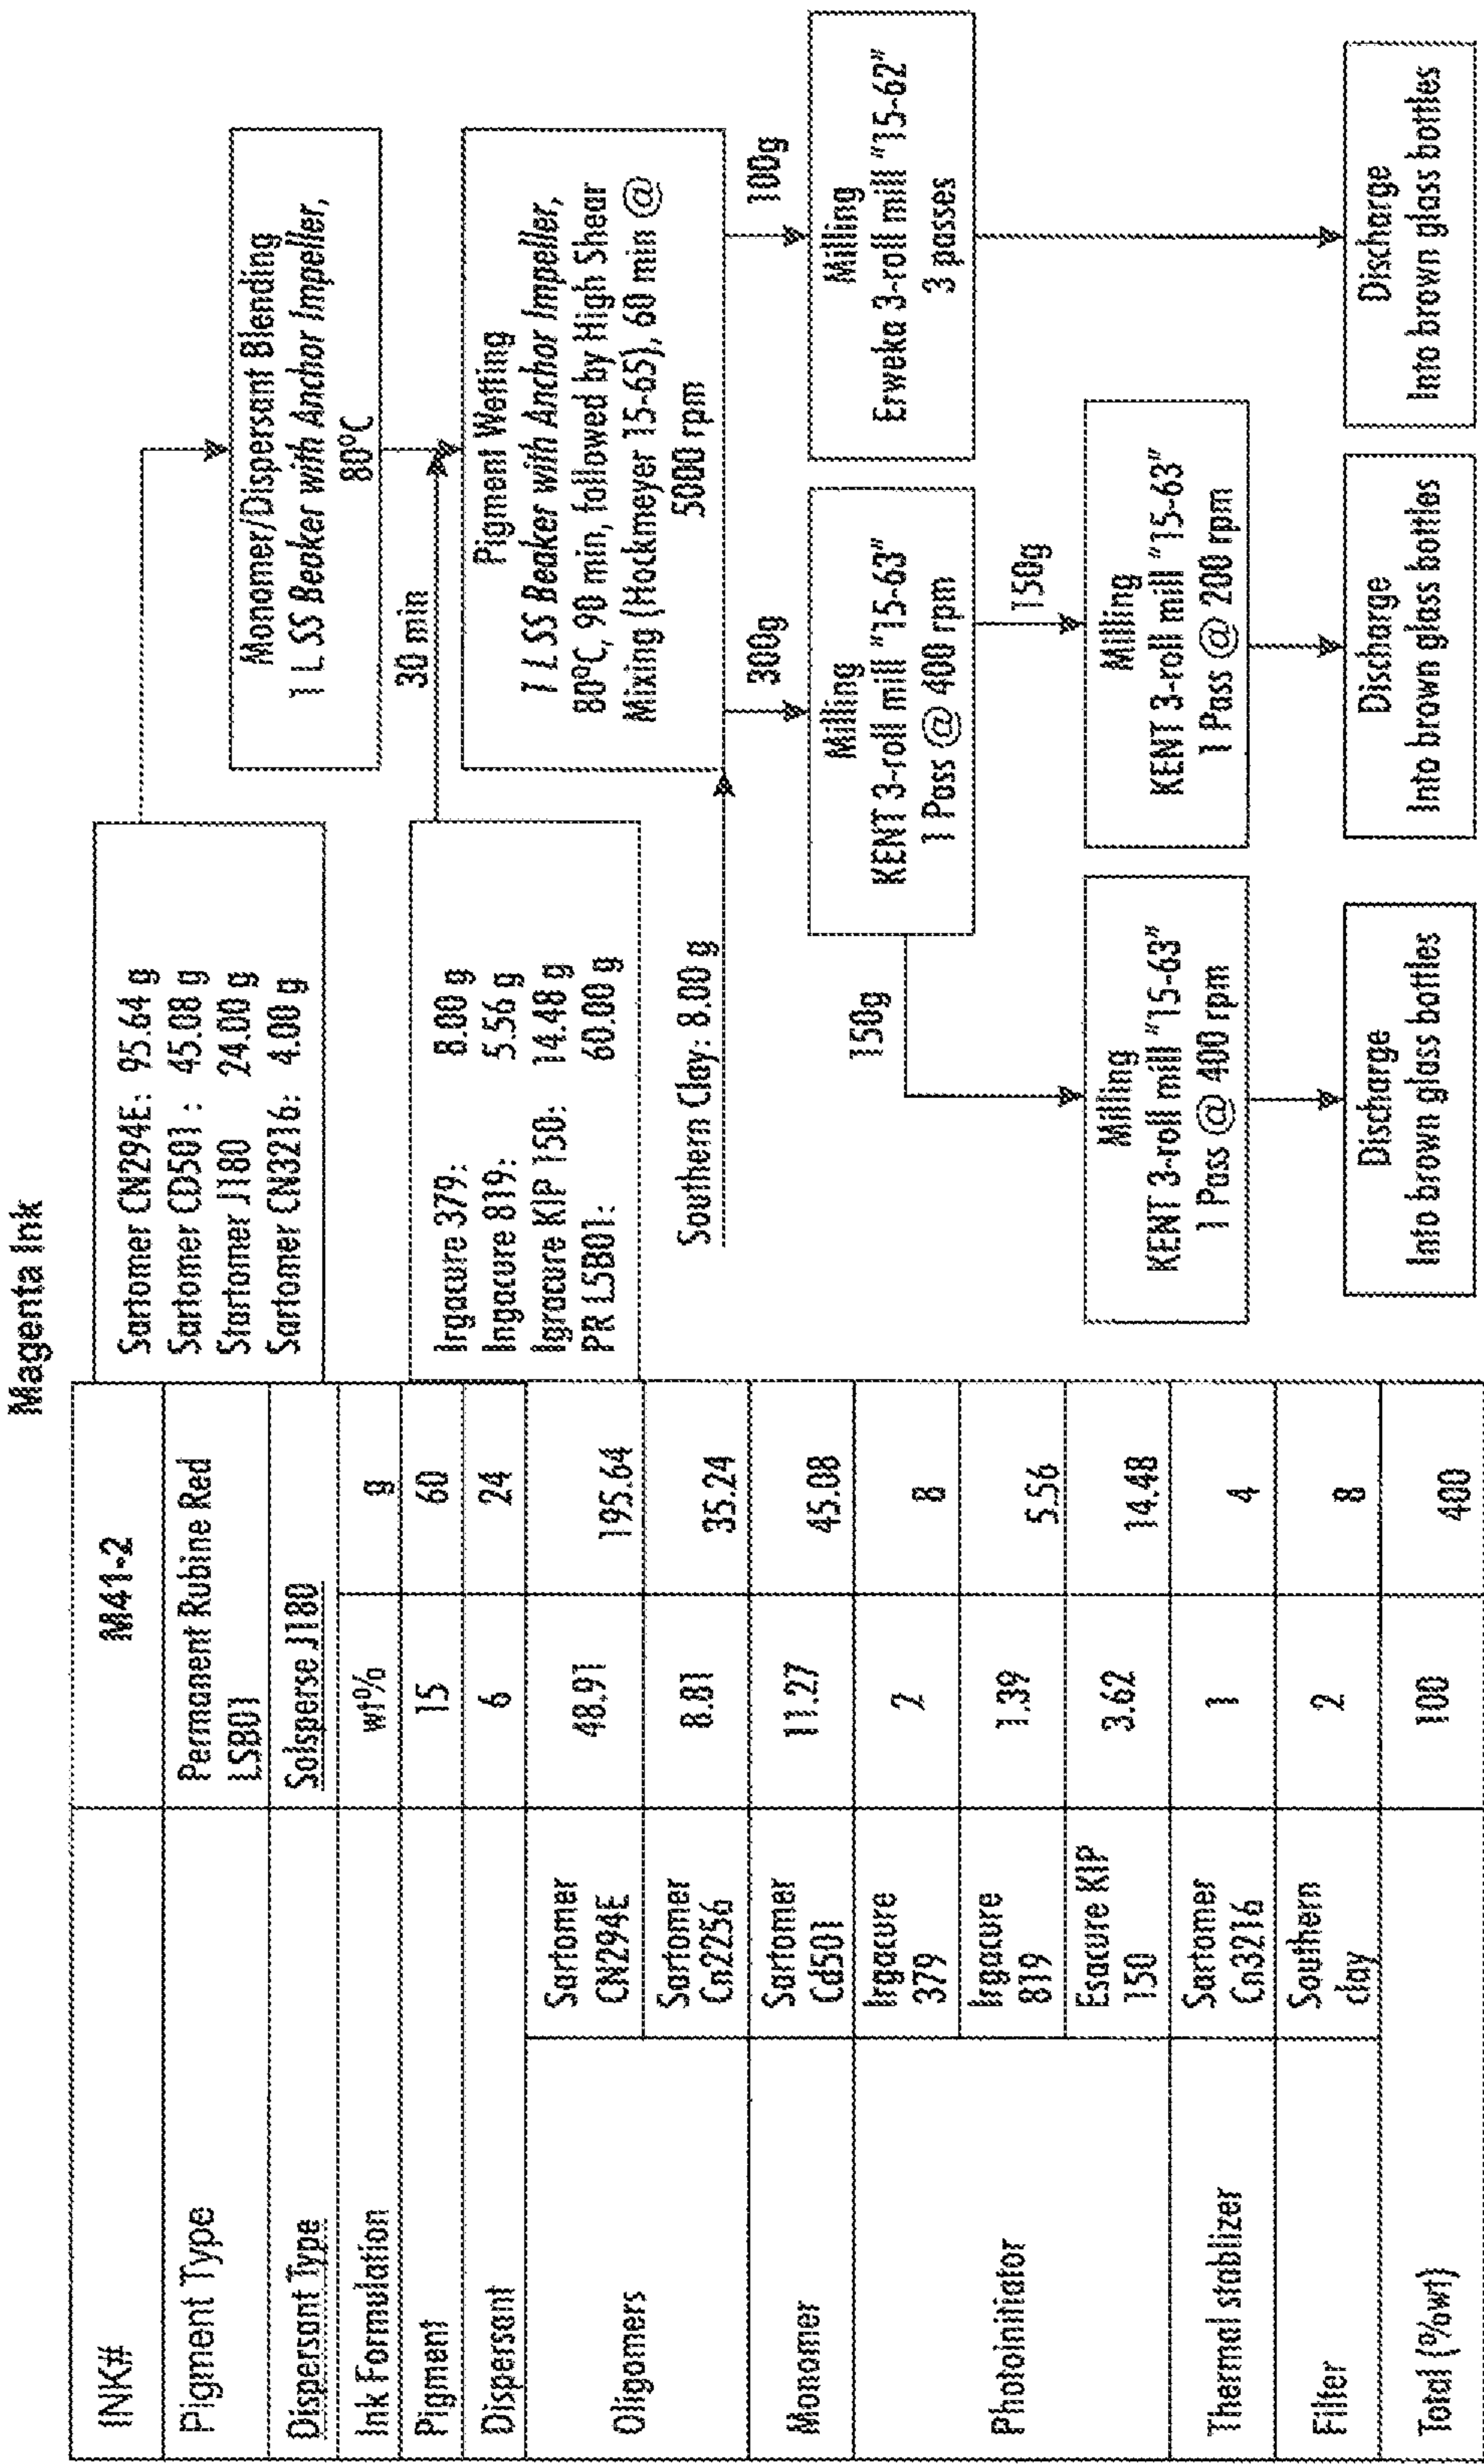 Magenta Ink
INK#
M41-2
Pigment Type
Permanent Rubine Red
LSB01
Dispersant Type
Solsperse J180
Ink Formulation
wt%
g
Pigment
15
60
Dispersant
6
24
Oligomers
Sartomer
CN294E
48.91
195.64
Sartomer
Cn2256
8.81
35.24
Monomer
Sartomer
Cd501
11.27
45.08
Photoinitiator
Irgacure
379
2
8
Irgacure
819
1.39
5.56
Esacure KIP
150
3.62
14.48
Thermal stablizer
Sartomer
Cn3216
1
4
Filter
Southern
clay
2
8
Total (%wt)
100
400
Sartomer CN294E: 95.64 g
Sartomer CD501 : 45.08 g
Startomer J180 24.00 g
Sartomer CN3216: 4.00 g
Monomer/Dispersant Blending
1 L SS Beaker with Anchor Impeller,
80°C
30 min
Irgacure 379: 8.00 g
Ingacure 819: 5.56 g
Igracure KIP 150: 14.48 g
PR LSB01: 60.00 g
Pigment Wetting
1 L SS Beaker with Anchor Impeller,
80°C, 90 min, followed by High Shear
Mixing (Hockmeyer 15-65), 60 min @
5000 rpm
Southern Clay: 8.00 g
300g
100g
Milling
KENT 3-roll mill "15-63"
1 Pass @ 400 rpm
Milling
Erweka 3-roll mill "15-62"
3 passes
150g
150g
Milling
KENT 3-roll mill "15-63"
1 Pass @ 400 rpm
Milling
KENT 3-roll mill "15-63"
1 Pass @ 200 rpm
Discharge
Into brown glass bottles
Discharge
Into brown glass bottles
Discharge
Into brown glass bottles